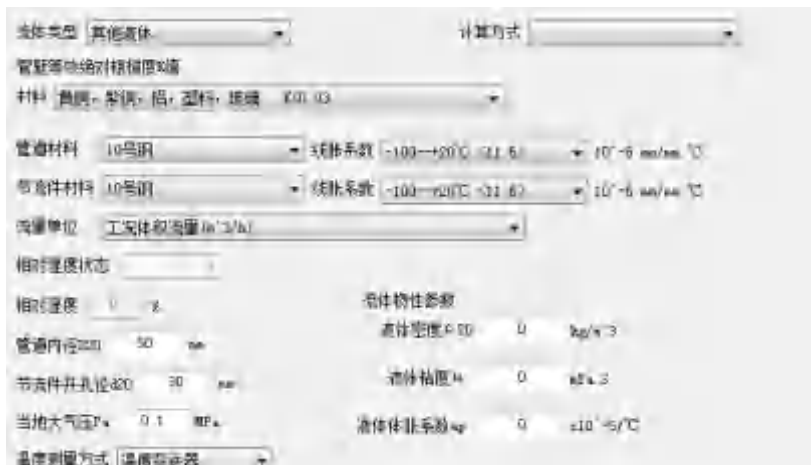 流体类型 其他液体 计算方式
管壁等效绝对粗糙度K值
材料 黄铜，紫铜，铝，塑料，玻璃
管道材料 10号钢 线胀系数 -100--+20℃ 10^-6 mm/mm ℃
节流件材料 10号钢 线胀系数 -100--+20℃ 10^-6 mm/mm ℃
流量单位 工况体积流量(m^3/h)
相对湿度状态
相对湿度 0 %
流体物性参数
管道内径D20 50 mm 流体密度 0 kg/m^3
节流件开孔径d20 30 mm 流体粘度 0 mPa.s
当地大气压Pa 0.1 MPa 流体体胀系数 0 x10^-5/℃
温度测量方式 温度变送器